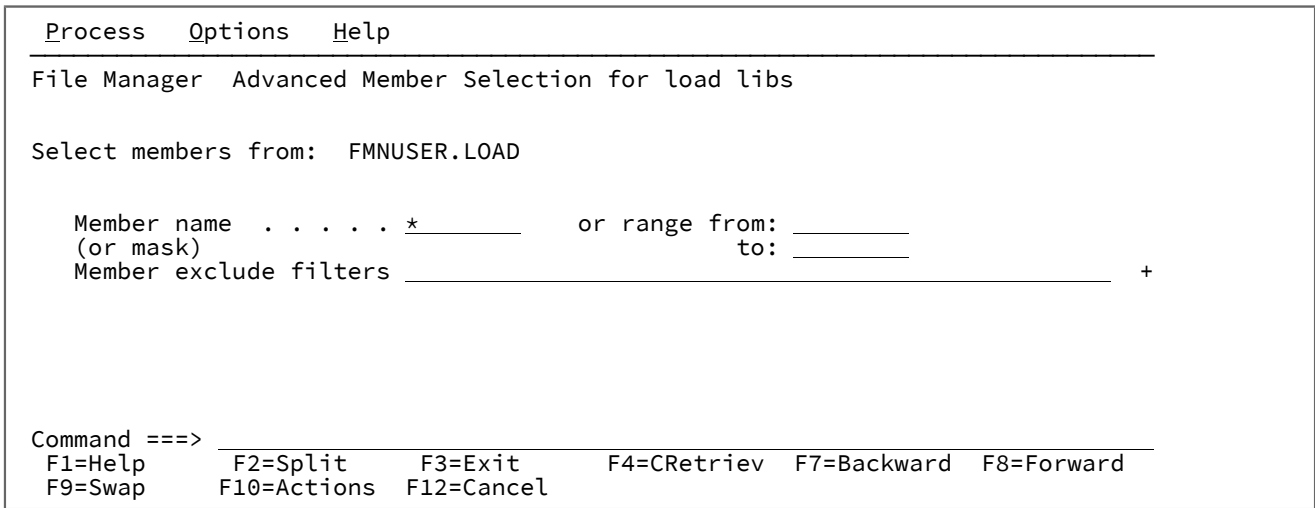 Process   Options   Help
File Manager  Advanced Member Selection for load libs
Select members from:  FMNUSER.LOAD
Member name  . . . . . *        or range from:
(or mask)                                     to:
Member exclude filters                                                  +
Command ===>
F1=Help      F2=Split     F3=Exit      F4=CRetriev  F7=Backward  F8=Forward
F9=Swap     F10=Actions  F12=Cancel